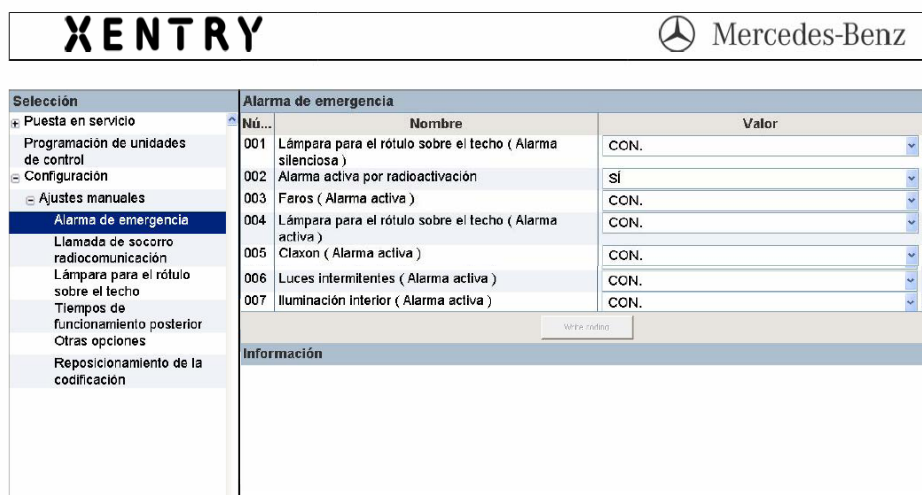 XENTRY
Mercedes-Benz
Selección
Puesta en servicio
Programación de unidades
de control
Configuración
Ajustes manuales
Alarma de emergencia
Llamada de socorro
radiocomunicación
Lámpara para el rótulo
sobre el techo
Tiempos de
funcionamiento posterior
Otras opciones
Reposicionamiento de la
codificación
Alarma de emergencia
Nú... Nombre Valor
001 Lámpara para el rótulo sobre el techo ( Alarma CON.
silenciosa )
002 Alarma activa por radioactivación SÍ
003 Faros ( Alarma activa ) CON.
004 Lámpara para el rótulo sobre el techo ( Alarma CON.
activa )
005 Claxon ( Alarma activa ) CON.
006 Luces intermitentes ( Alarma activa ) CON.
007 Iluminación interior ( Alarma activa ) CON.
Write coding
Información